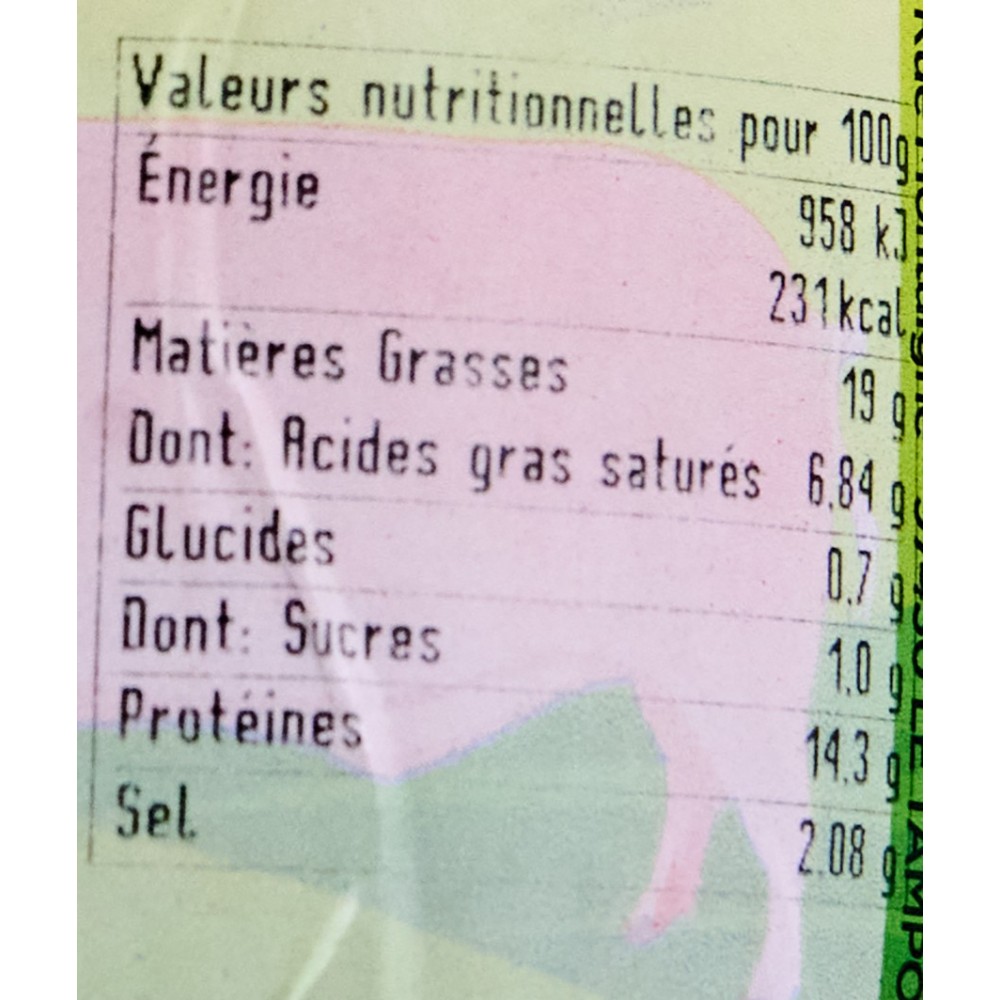 Valeurs nutritionnelles pour 100g
Énergie 958 kJ
231kcal
Matières Grasses 19 g
Dont: Acides gras saturés 6.84 g
Glucides 0.7 g
Dont: Sucres 1.0 g
Protéines 14.3 g
Sel 2.08 g